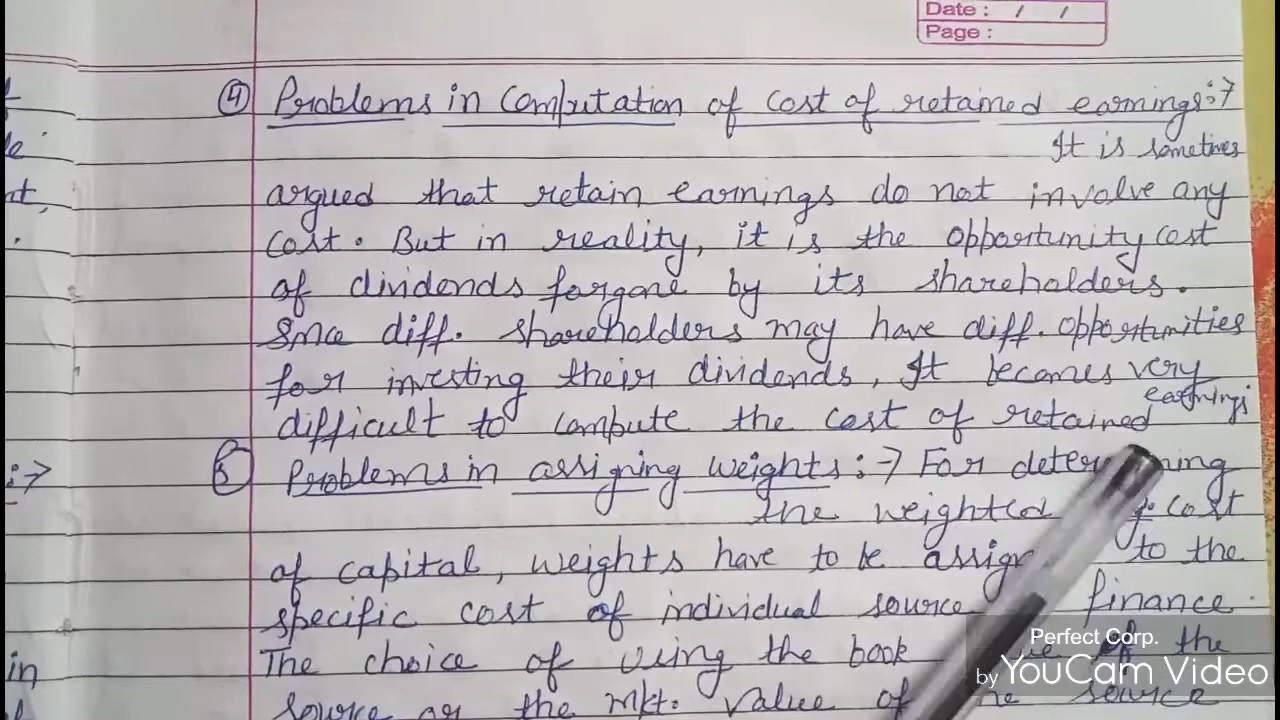 Date : / /
Page :
④ Problems in Computation of Cost of retained earnings:→
It is sometimes
argued that retain earnings do not involve any
cost. But in reality, it is the opportunity cost
of dividends forgone by its shareholders.
Since diff. shareholders may have diff. opportunities
for investing their dividends, It becomes very
difficult to compute the cost of retained earnings
⑤ Problems in assigning weights:→ For
the cost
of capital, weights have to be to the
specific cost of individual source finance.
The choice of using the book of the
source or the mkt. value of source
:→
in
Perfect Corp.
by YouCam Video